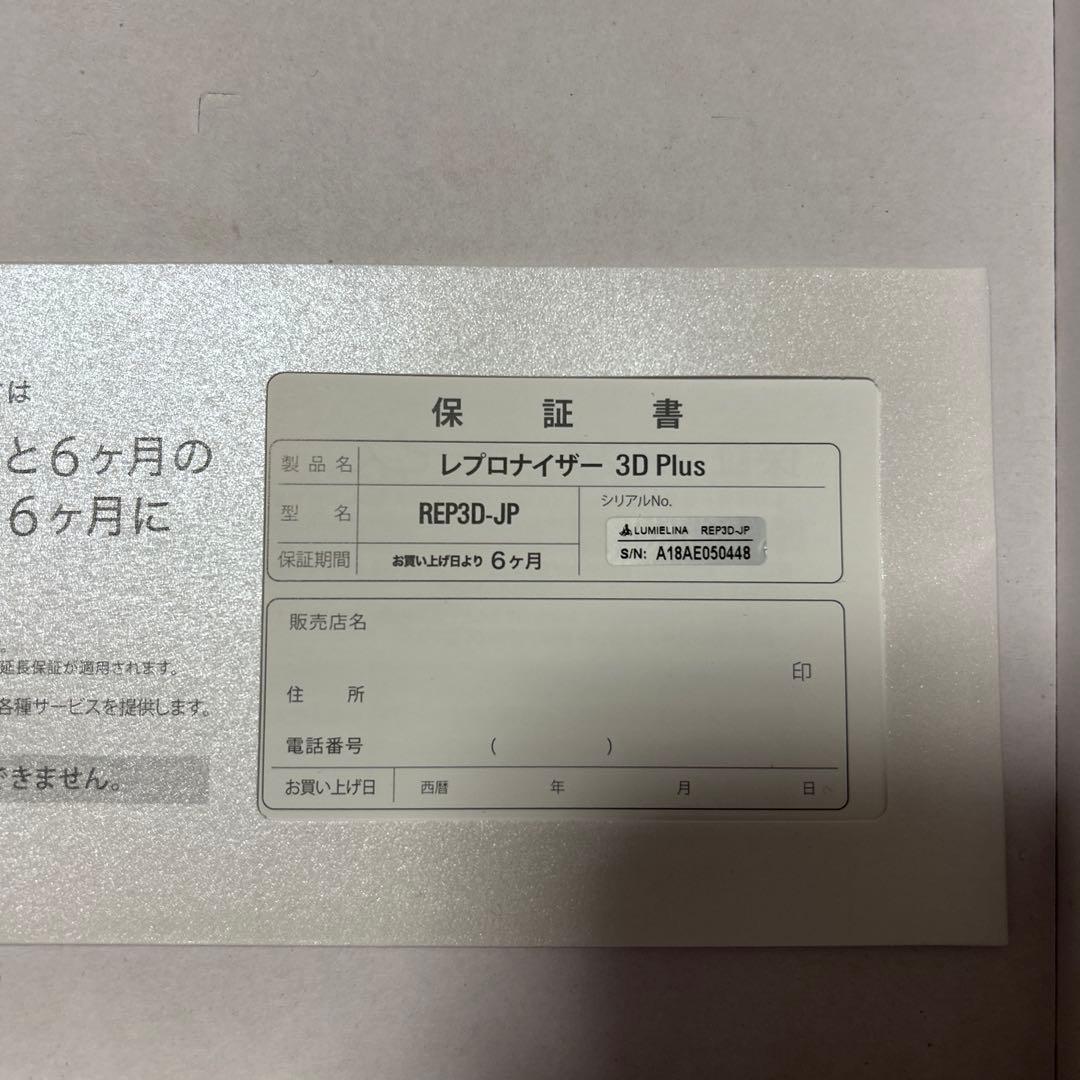 は
と6ヶ月の
6ヶ月に
延長保証が適用されます。
各種サービスを提供します。
できません。
保証書
製品名 レプロナイザー 3D Plus
型名 REP3D-JP
シリアルNo.
LUMIELINA REP3D-JP
S/N: A18AE050448
保証期間 お買い上げ日より 6ヶ月
販売店名
印
住所
電話番号 ( )
お買い上げ日 西暦 年 月 日